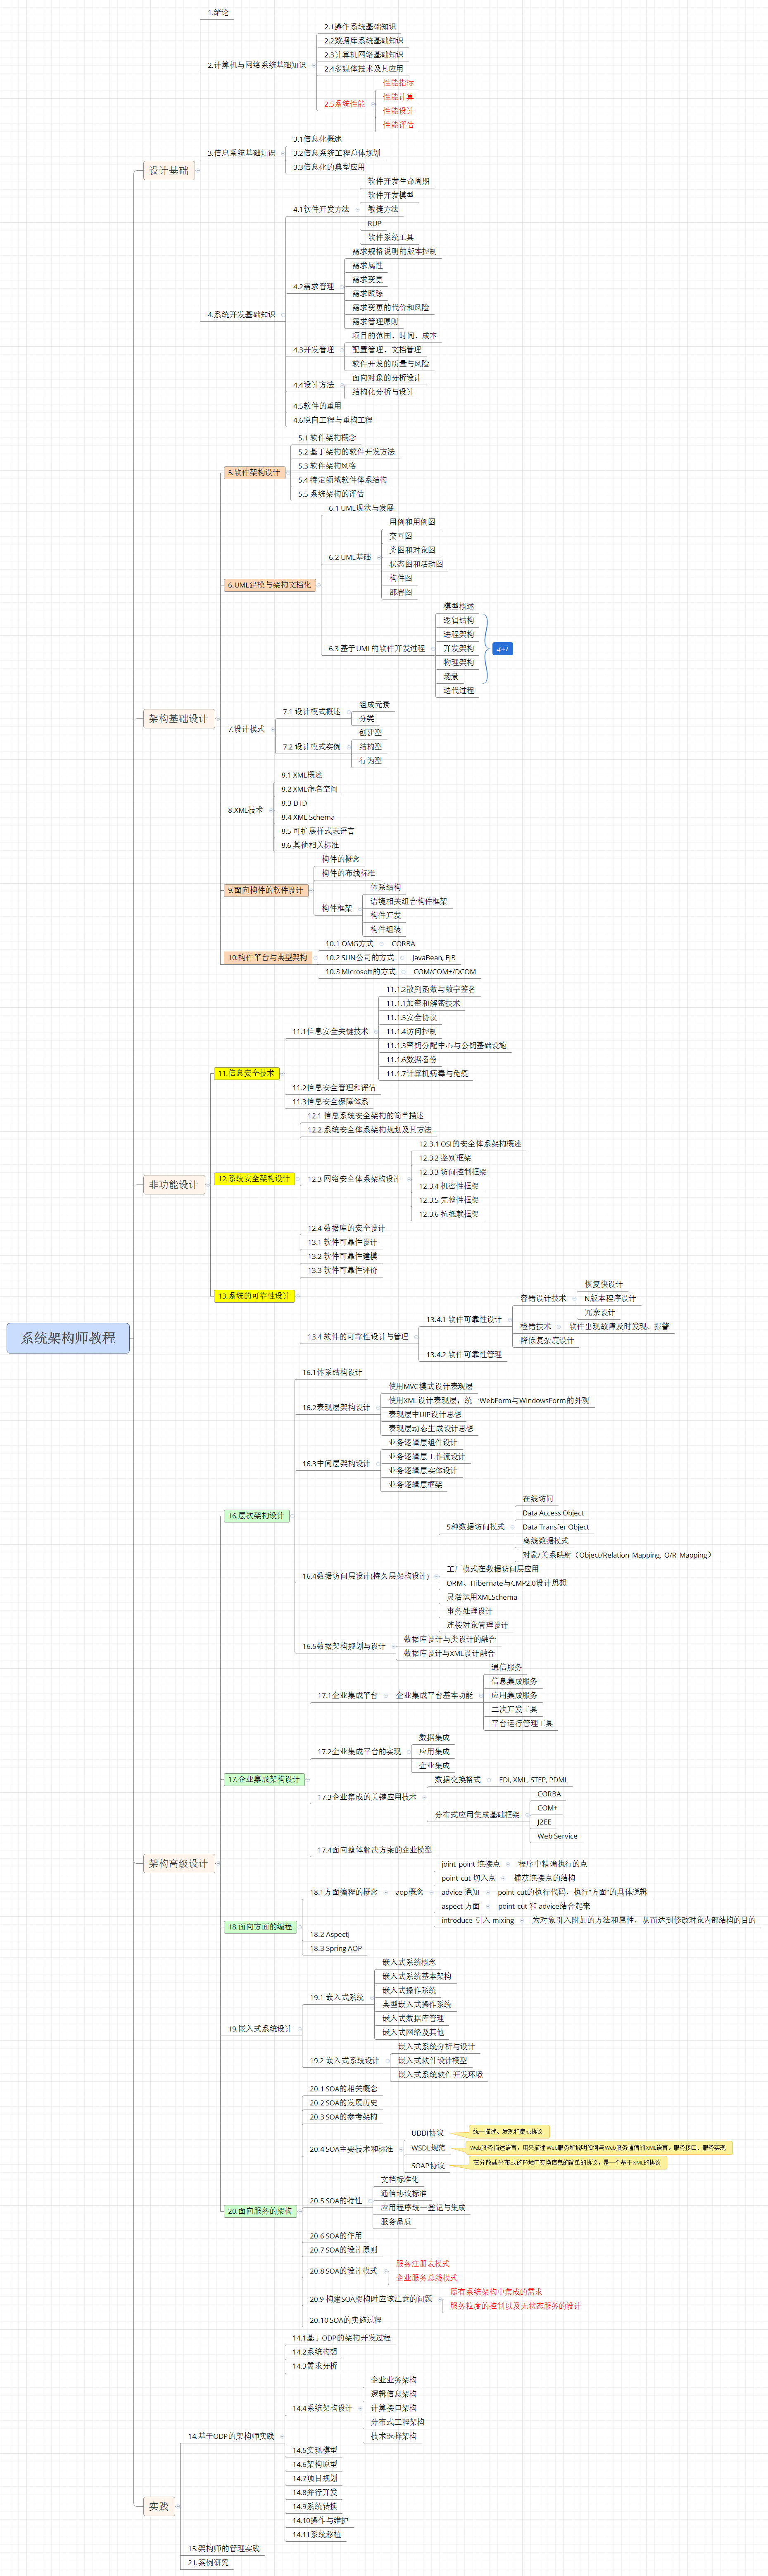 系统架构师教程
设计基础
1.绪论
2.计算机与网络系统基础知识
2.1操作系统基础知识
2.2数据库系统基础知识
2.3计算机网络基础知识
2.4多媒体技术及其应用
2.5系统性能
性能指标
性能计算
性能设计
性能评估
3.信息系统基础知识
3.1信息化概述
3.2信息系统工程总体规划
3.3信息化的典型应用
4.系统开发基础知识
4.1软件开发方法
软件开发生命周期
软件开发模型
敏捷方法
RUP
软件系统工具
4.2需求管理
需求规格说明的版本控制
需求属性
需求变更
需求跟踪
需求变更的代价和风险
需求管理原则
4.3开发管理
项目的范围、时间、成本
配置管理、文档管理
软件开发的质量与风险
4.4设计方法
面向对象的分析设计
结构化分析与设计
4.5软件的重用
4.6逆向工程与重构工程
架构基础设计
5.软件架构设计
5.1 软件架构概念
5.2 基于架构的软件开发方法
5.3 软件架构风格
5.4 特定领域软件体系结构
5.5 系统架构的评估
6.UML建模与架构文档化
6.1 UML现状与发展
6.2 UML基础
用例和用例图
交互图
类图和对象图
状态图和活动图
构件图
部署图
6.3 基于UML的软件开发过程
模型概述
逻辑结构
进程架构
开发架构
物理架构
场景
迭代过程
4+1
7.设计模式
7.1 设计模式概述
组成元素
分类
7.2 设计模式实例
创建型
结构型
行为型
8.XML技术
8.1 XML概述
8.2 XML命名空间
8.3 DTD
8.4 XML Schema
8.5 可扩展样式表语言
8.6 其他相关标准
9.面向构件的软件设计
构件的概念
构件的布线标准
构件框架
体系结构
语境相关组合构件框架
构件开发
构件组装
10.构件平台与典型架构
10.1 OMG方式
CORBA
10.2 SUN公司的方式
JavaBean, EJB
10.3 Microsoft的方式
COM/COM+/DCOM
非功能设计
11.信息安全技术
11.1信息安全关键技术
11.1.2散列函数与数字签名
11.1.1加密和解密技术
11.1.5安全协议
11.1.4访问控制
11.1.3密钥分配中心与公钥基础设施
11.1.6数据备份
11.1.7计算机病毒与免疫
11.2信息安全管理和评估
11.3信息安全保障体系
12.系统安全架构设计
12.1 信息系统安全架构的简单描述
12.2 系统安全体系架构规划及其方法
12.3 网络安全体系架构设计
12.3.1 OSI的安全体系架构概述
12.3.2 鉴别框架
12.3.3 访问控制框架
12.3.4 机密性框架
12.3.5 完整性框架
12.3.6 抗抵赖框架
12.4 数据库的安全设计
13.系统的可靠性设计
13.1 软件可靠性设计
13.2 软件可靠性建模
13.3 软件可靠性评价
13.4 软件的可靠性设计与管理
13.4.1 软件可靠性设计
容错设计技术
恢复快设计
N版本程序设计
冗余设计
检错技术
软件出现故障及时发现、报警
降低复杂度设计
13.4.2 软件可靠性管理
架构高级设计
16.层次架构设计
16.1体系结构设计
16.2表现层架构设计
使用MVC模式设计表现层
使用XML设计表现层，统一WebForm与WindowsForm的外观
表现层中UIP设计思想
表现层动态生成设计思想
16.3中间层架构设计
业务逻辑层组件设计
业务逻辑层工作流设计
业务逻辑层实体设计
业务逻辑层框架
16.4数据访问层设计(持久层架构设计)
5种数据访问模式
在线访问
Data Access Object
Data Transfer Object
离线数据模式
对象/关系映射（Object/Relation Mapping, O/R Mapping）
工厂模式在数据访问层应用
ORM、Hibernate与CMP2.0设计思想
灵活运用XMLSchema
事务处理设计
连接对象管理设计
16.5数据架构规划与设计
数据库设计与类设计的融合
数据库设计与XML设计融合
17.企业集成架构设计
17.1企业集成平台
企业集成平台基本功能
通信服务
信息集成服务
应用集成服务
二次开发工具
平台运行管理工具
17.2企业集成平台的实现
数据集成
应用集成
企业集成
17.3企业集成的关键应用技术
数据交换格式
EDI, XML, STEP, PDML
分布式应用集成基础框架
CORBA
COM+
J2EE
Web Service
17.4面向整体解决方案的企业模型
18.面向方面的编程
18.1方面编程的概念
aop概念
joint point 连接点
程序中精确执行的点
point cut 切入点
捕获连接点的结构
advice 通知
point cut的执行代码，执行“方面”的具体逻辑
aspect 方面
point cut 和 advice结合起来
introduce 引入 mixing
为对象引入附加的方法和属性，从而达到修改对象内部结构的目的
18.2 AspectJ
18.3 Spring AOP
19.嵌入式系统设计
19.1 嵌入式系统
嵌入式系统概念
嵌入式系统基本架构
嵌入式操作系统
典型嵌入式操作系统
嵌入式数据库管理
嵌入式网络及其他
19.2 嵌入式系统设计
嵌入式系统分析与设计
嵌入式软件设计模型
嵌入式系统软件开发环境
20.面向服务的架构
20.1 SOA的相关概念
20.2 SOA的发展历史
20.3 SOA的参考架构
20.4 SOA主要技术和标准
UDDI协议
统一描述、发现和集成协议
WSDL规范
Web服务描述语言，用来描述Web服务和说明如何与Web服务通信的XML语言。服务接口、服务实现
SOAP协议
在分散或分布式的环境中交换信息的简单的协议，是一个基于XML的协议
20.5 SOA的特性
文档标准化
通信协议标准
应用程序统一登记与集成
服务品质
20.6 SOA的作用
20.7 SOA的设计原则
20.8 SOA的设计模式
服务注册表模式
企业服务总线模式
20.9 构建SOA架构时应该注意的问题
原有系统架构中集成的需求
服务粒度的控制以及无状态服务的设计
20.10 SOA的实施过程
实践
14.基于ODP的架构师实践
14.1基于ODP的架构开发过程
14.2系统构想
14.3需求分析
14.4系统架构设计
企业业务架构
逻辑信息架构
计算接口架构
分布式工程架构
技术选择架构
14.5实现模型
14.6架构原型
14.7项目规划
14.8并行开发
14.9系统转换
14.10操作与维护
14.11系统移植
15.架构师的管理实践
21.案例研究